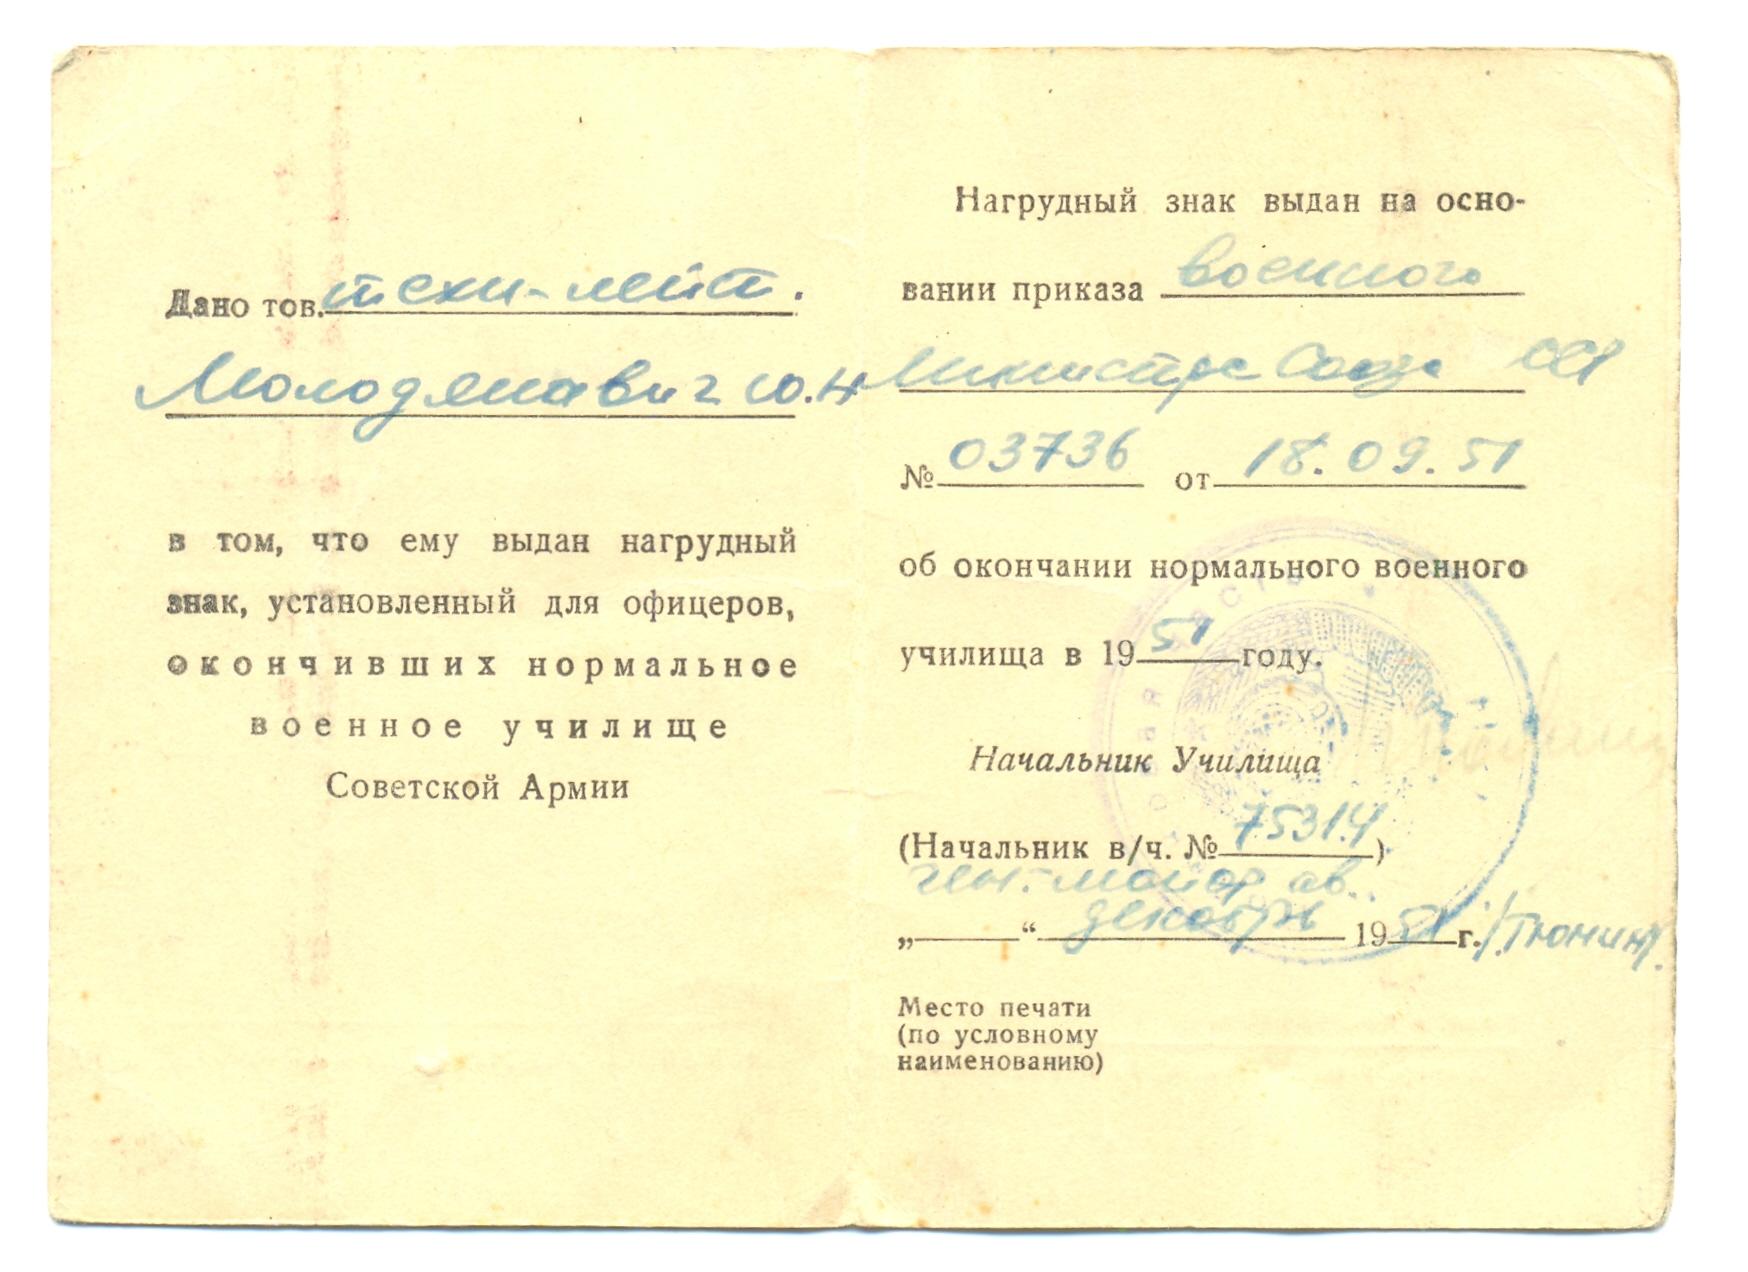 Дано тов. техн-лейт.
Молодянович Ю.Н
в том, что ему выдан нагрудный
знак, установленный для офицеров,
окончивших нормальное
военное училище
Советской Армии
Нагрудный знак выдан на осно-
вании приказа военного
Министра Союза ССР
№ 03736 от 18.09.51
об окончании нормального военного
училища в 1951 году.
Начальник Училища
(Начальник в/ч. № 75314)
ген.-майор ав.
„ “ декабря 1951 г. /Тюнин/.
Место печати
(по условному
наименованию)